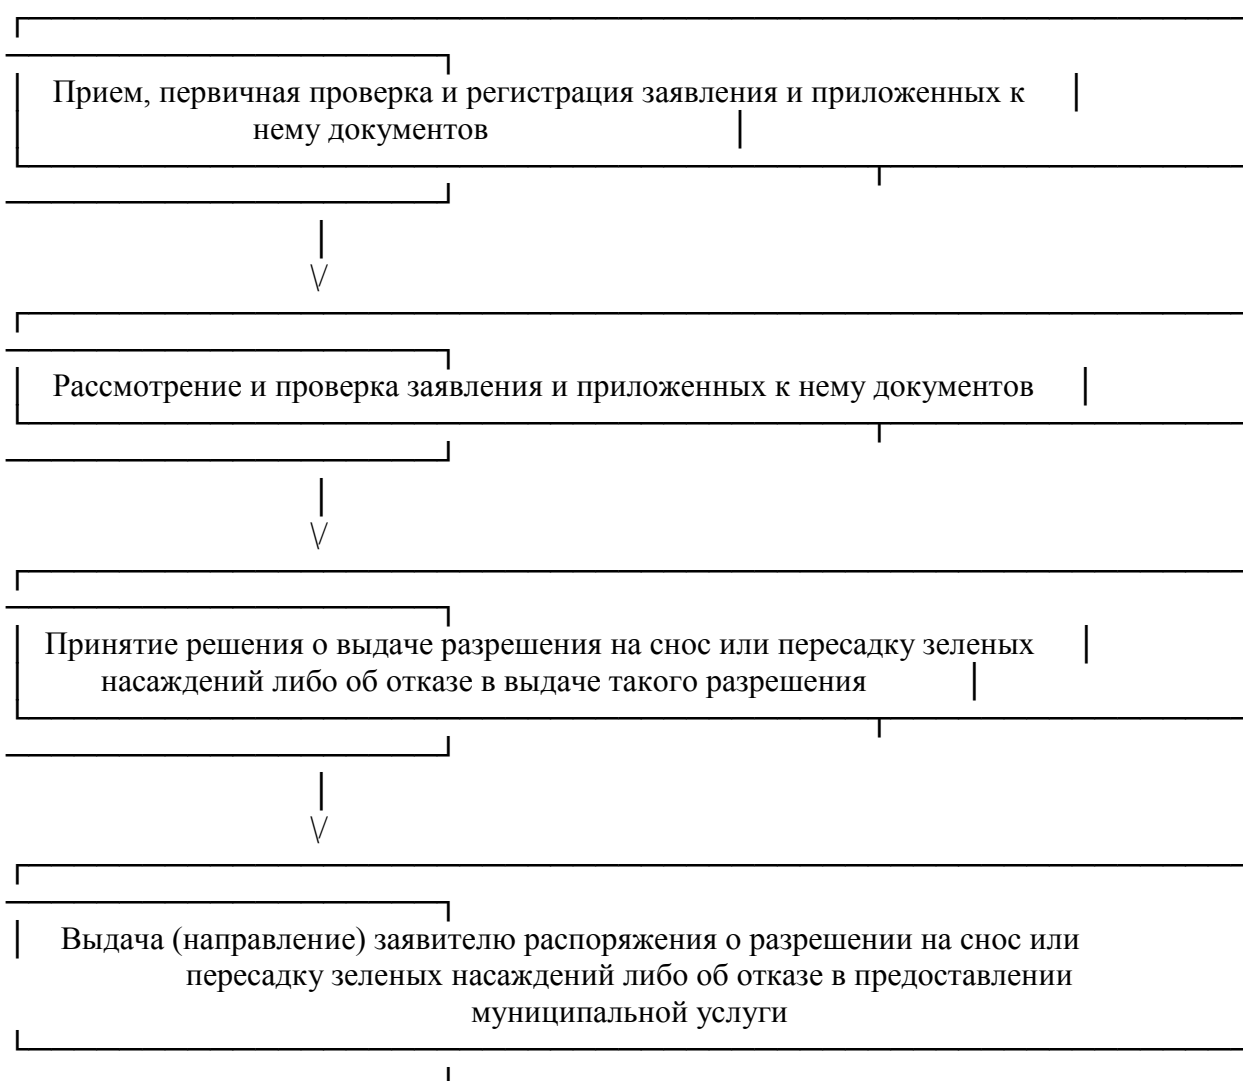 Прием, первичная проверка и регистрация заявления и приложенных к
нему документов
Рассмотрение и проверка заявления и приложенных к нему документов
Принятие решения о выдаче разрешения на снос или пересадку зеленых
насаждений либо об отказе в выдаче такого разрешения
Выдача (направление) заявителю распоряжения о разрешении на снос или
пересадку зеленых насаждений либо об отказе в предоставлении
муниципальной услуги